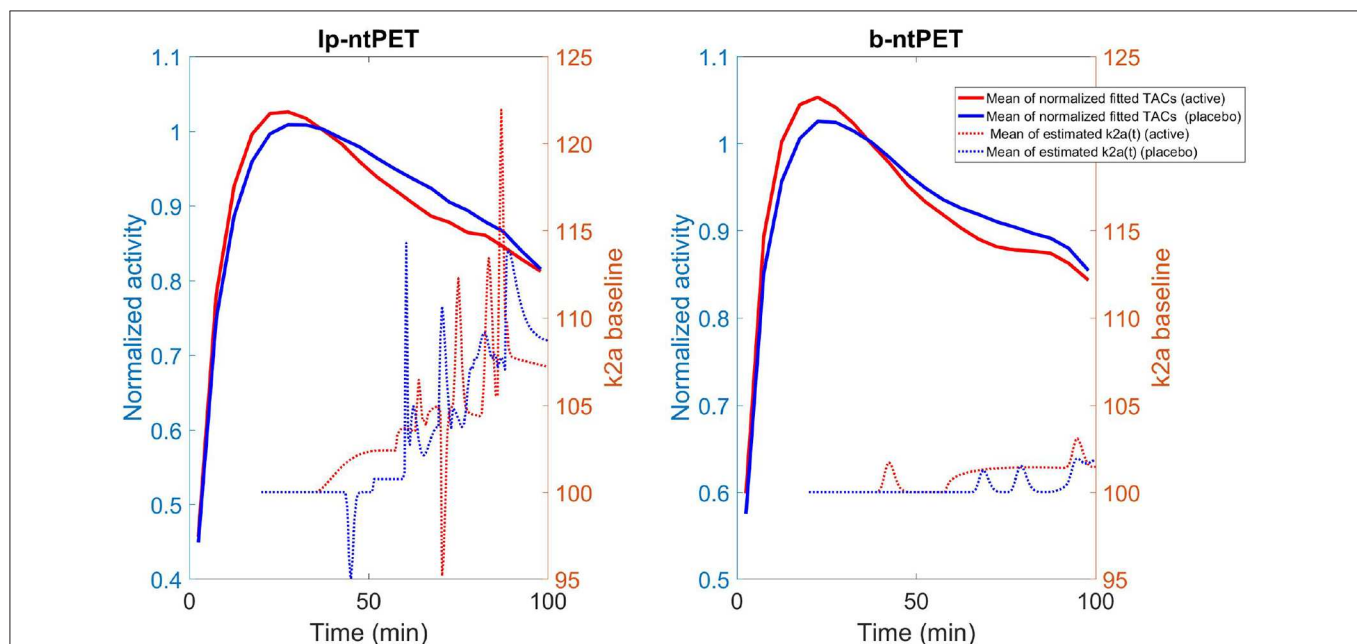 lp-ntPET
1.1
1
0.9
0.8
0.7
0.6
0.5
0.4
Normalized activity
125
120
115
110
105
100
95
k2a baseline
0
50
100
Time (min)
b-ntPET
1.1
1
0.9
0.8
0.7
0.6
0.5
Normalized activity
125
120
115
110
105
100
95
k2a baseline
0
50
100
Time (min)
Mean of normalized fitted TACs (active)
Mean of normalized fitted TACs (placebo)
Mean of estimated k2a(t) (active)
Mean of estimated k2a(t) (placebo)